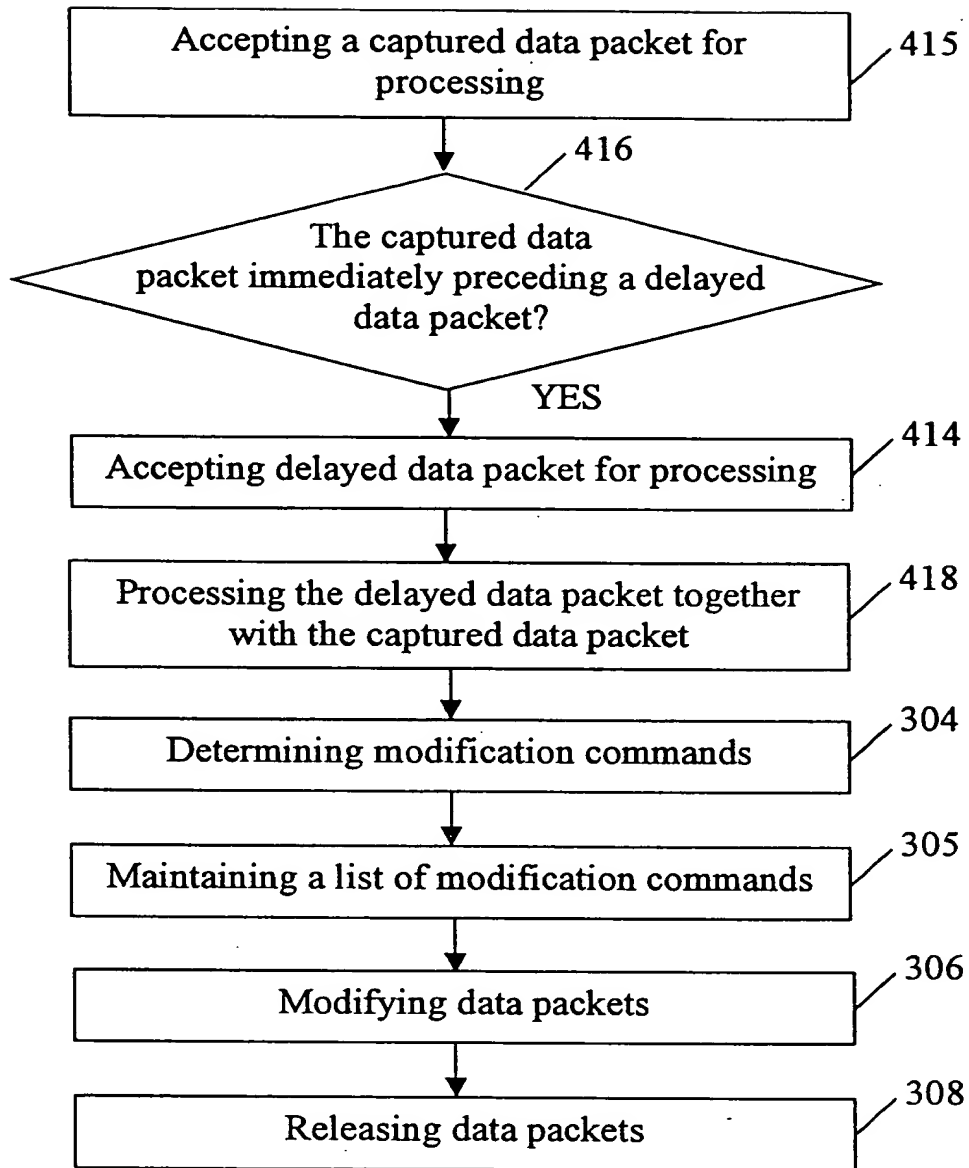 Accepting a captured data packet for
processing
415
416
The captured data
packet immediately preceding a delayed
data packet?
YES
414
Accepting delayed data packet for processing
418
Processing the delayed data packet together
with the captured data packet
304
Determining modification commands
305
Maintaining a list of modification commands
306
Modifying data packets
308
Releasing data packets